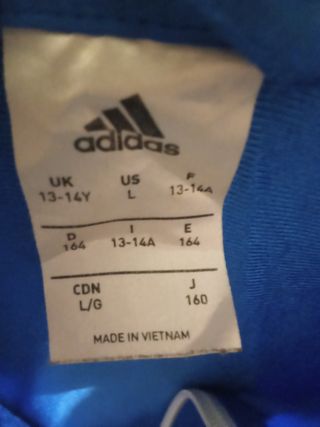 adidas
UK US F
13-14Y L 13-14A
D I E
164 13-14A 164
CDN J
L/G 160
MADE IN VIETNAM